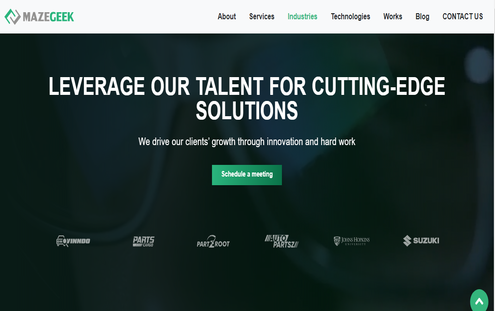 MAZEGEEK
About Services Industries Technologies Works Blog CONTACT US
LEVERAGE OUR TALENT FOR CUTTING-EDGE
SOLUTIONS
We drive our clients' growth through innovation and hard work
Schedule a meeting
VINNDO PARTS PART2ROOT AUTO PARTSZ JOHNS HOPKINS UNIVERSITY SUZUKI